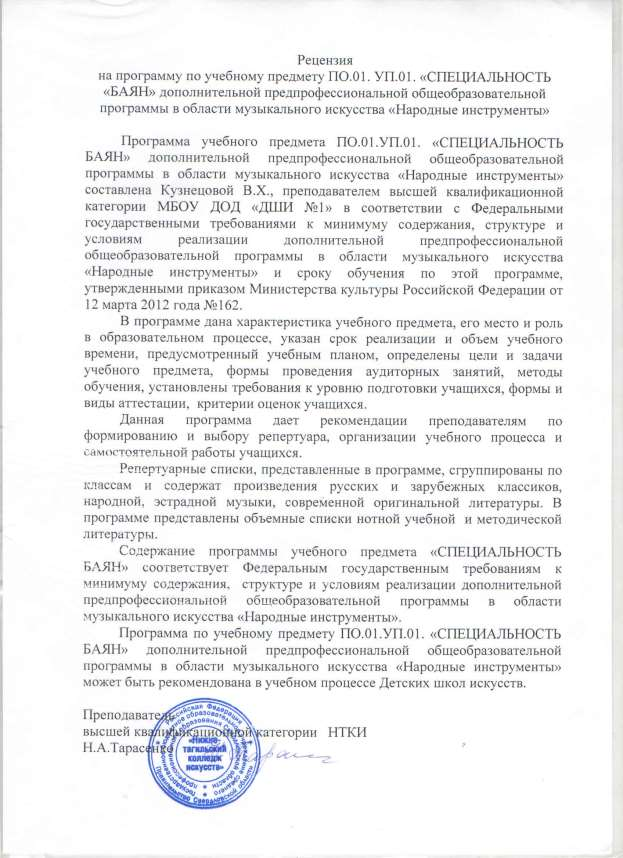 Рецензия
на программу по учебному предмету ПО.01. УП.01. «СПЕЦИАЛЬНОСТЬ
«БАЯН» дополнительной предпрофессиональной общеобразовательной
программы в области музыкального искусства «Народные инструменты»
Программа учебного предмета ПО.01.УП.01. «СПЕЦИАЛЬНОСТЬ
БАЯН» дополнительной предпрофессиональной общеобразовательной
программы в области музыкального искусства «Народные инструменты»
составлена Кузнецовой В.Х., преподавателем высшей квалификационной
категории МБОУ ДОД «ДШИ №1» в соответствии с Федеральными
государственными требованиями к минимуму содержания, структуре и
условиям реализации дополнительной предпрофессиональной
общеобразовательной программы в области музыкального искусства
«Народные инструменты» и сроку обучения по этой программе,
утвержденными приказом Министерства культуры Российской Федерации от
12 марта 2012 года №162.
В программе дана характеристика учебного предмета, его место и роль
в образовательном процессе, указан срок реализации и объем учебного
времени, предусмотренный учебным планом, определены цели и задачи
учебного предмета, формы проведения аудиторных занятий, методы
обучения, установлены требования к уровню подготовки учащихся, формы и
виды аттестации, критерии оценок учащихся.
Данная программа дает рекомендации преподавателям по
формированию и выбору репертуара, организации учебного процесса и
самостоятельной работы учащихся.
Репертуарные списки, представленные в программе, сгруппированы по
классам и содержат произведения русских и зарубежных классиков,
народной, эстрадной музыки, современной оригинальной литературы. В
программе представлены объемные списки нотной учебной и методической
литературы.
Содержание программы учебного предмета «СПЕЦИАЛЬНОСТЬ
БАЯН» соответствует Федеральным государственным требованиям к
минимуму содержания, структуре и условиям реализации дополнительной
предпрофессиональной общеобразовательной программы в области
музыкального искусства «Народные инструменты».
Программа по учебному предмету ПО.01.УП.01. «СПЕЦИАЛЬНОСТЬ
БАЯН» дополнительной предпрофессиональной общеобразовательной
программы в области музыкального искусства «Народные инструменты»
может быть рекомендована в учебном процессе Детских школ искусств.
Преподаватель
высшей квалификационной категории НТКИ
Н.А.Тарасенко
Российская Федерация
«Нижне-
тагильский
колледж
искусств»